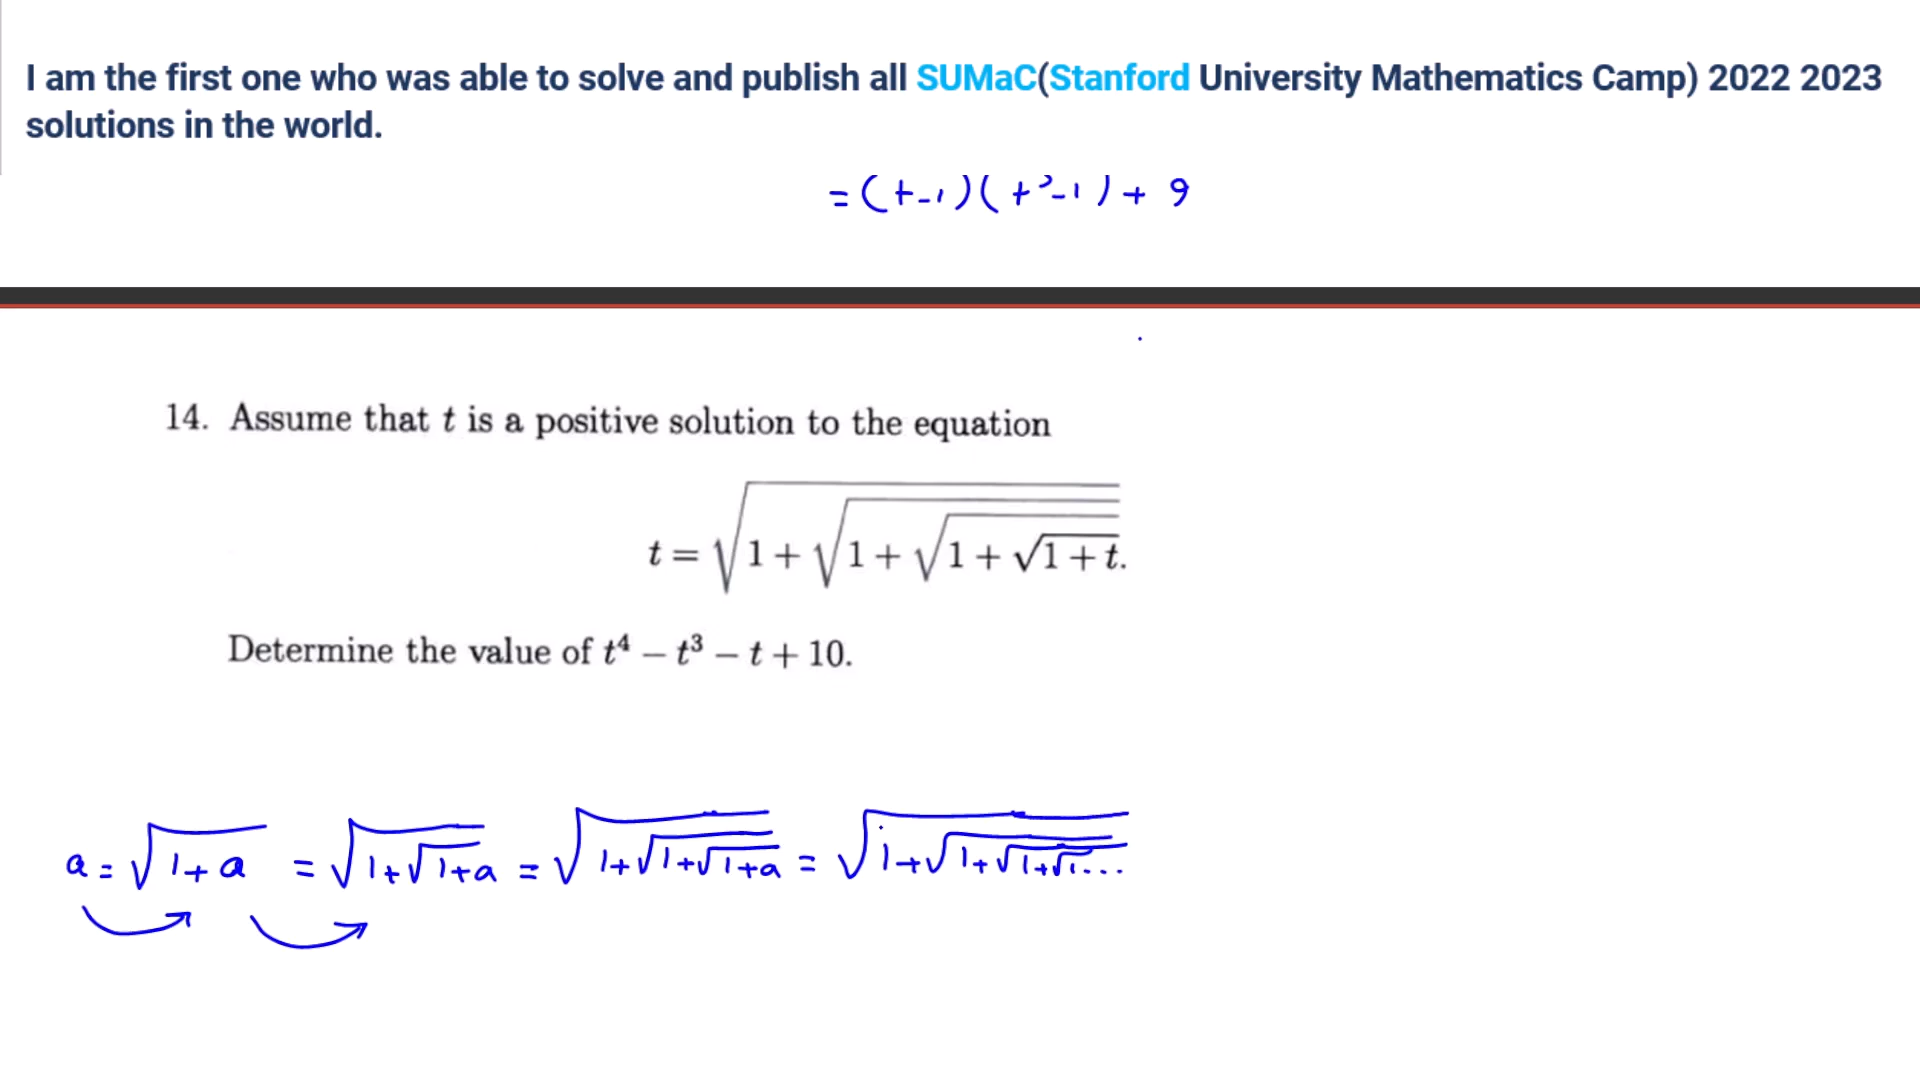 I am the first one who was able to solve and publish all SUMaC(Stanford University Mathematics Camp) 2022 2023
solutions in the world.
= (t-1)(t³-1) + 9
14. Assume that t is a positive solution to the equation
t = √(1 + √(1 + √(1 + √(1 + t)))).
Determine the value of t⁴ − t³ − t + 10.
a = √(1+a) = √(1+√(1+a)) = √(1+√(1+√(1+a))) = √(1+√(1+√(1+√(1...